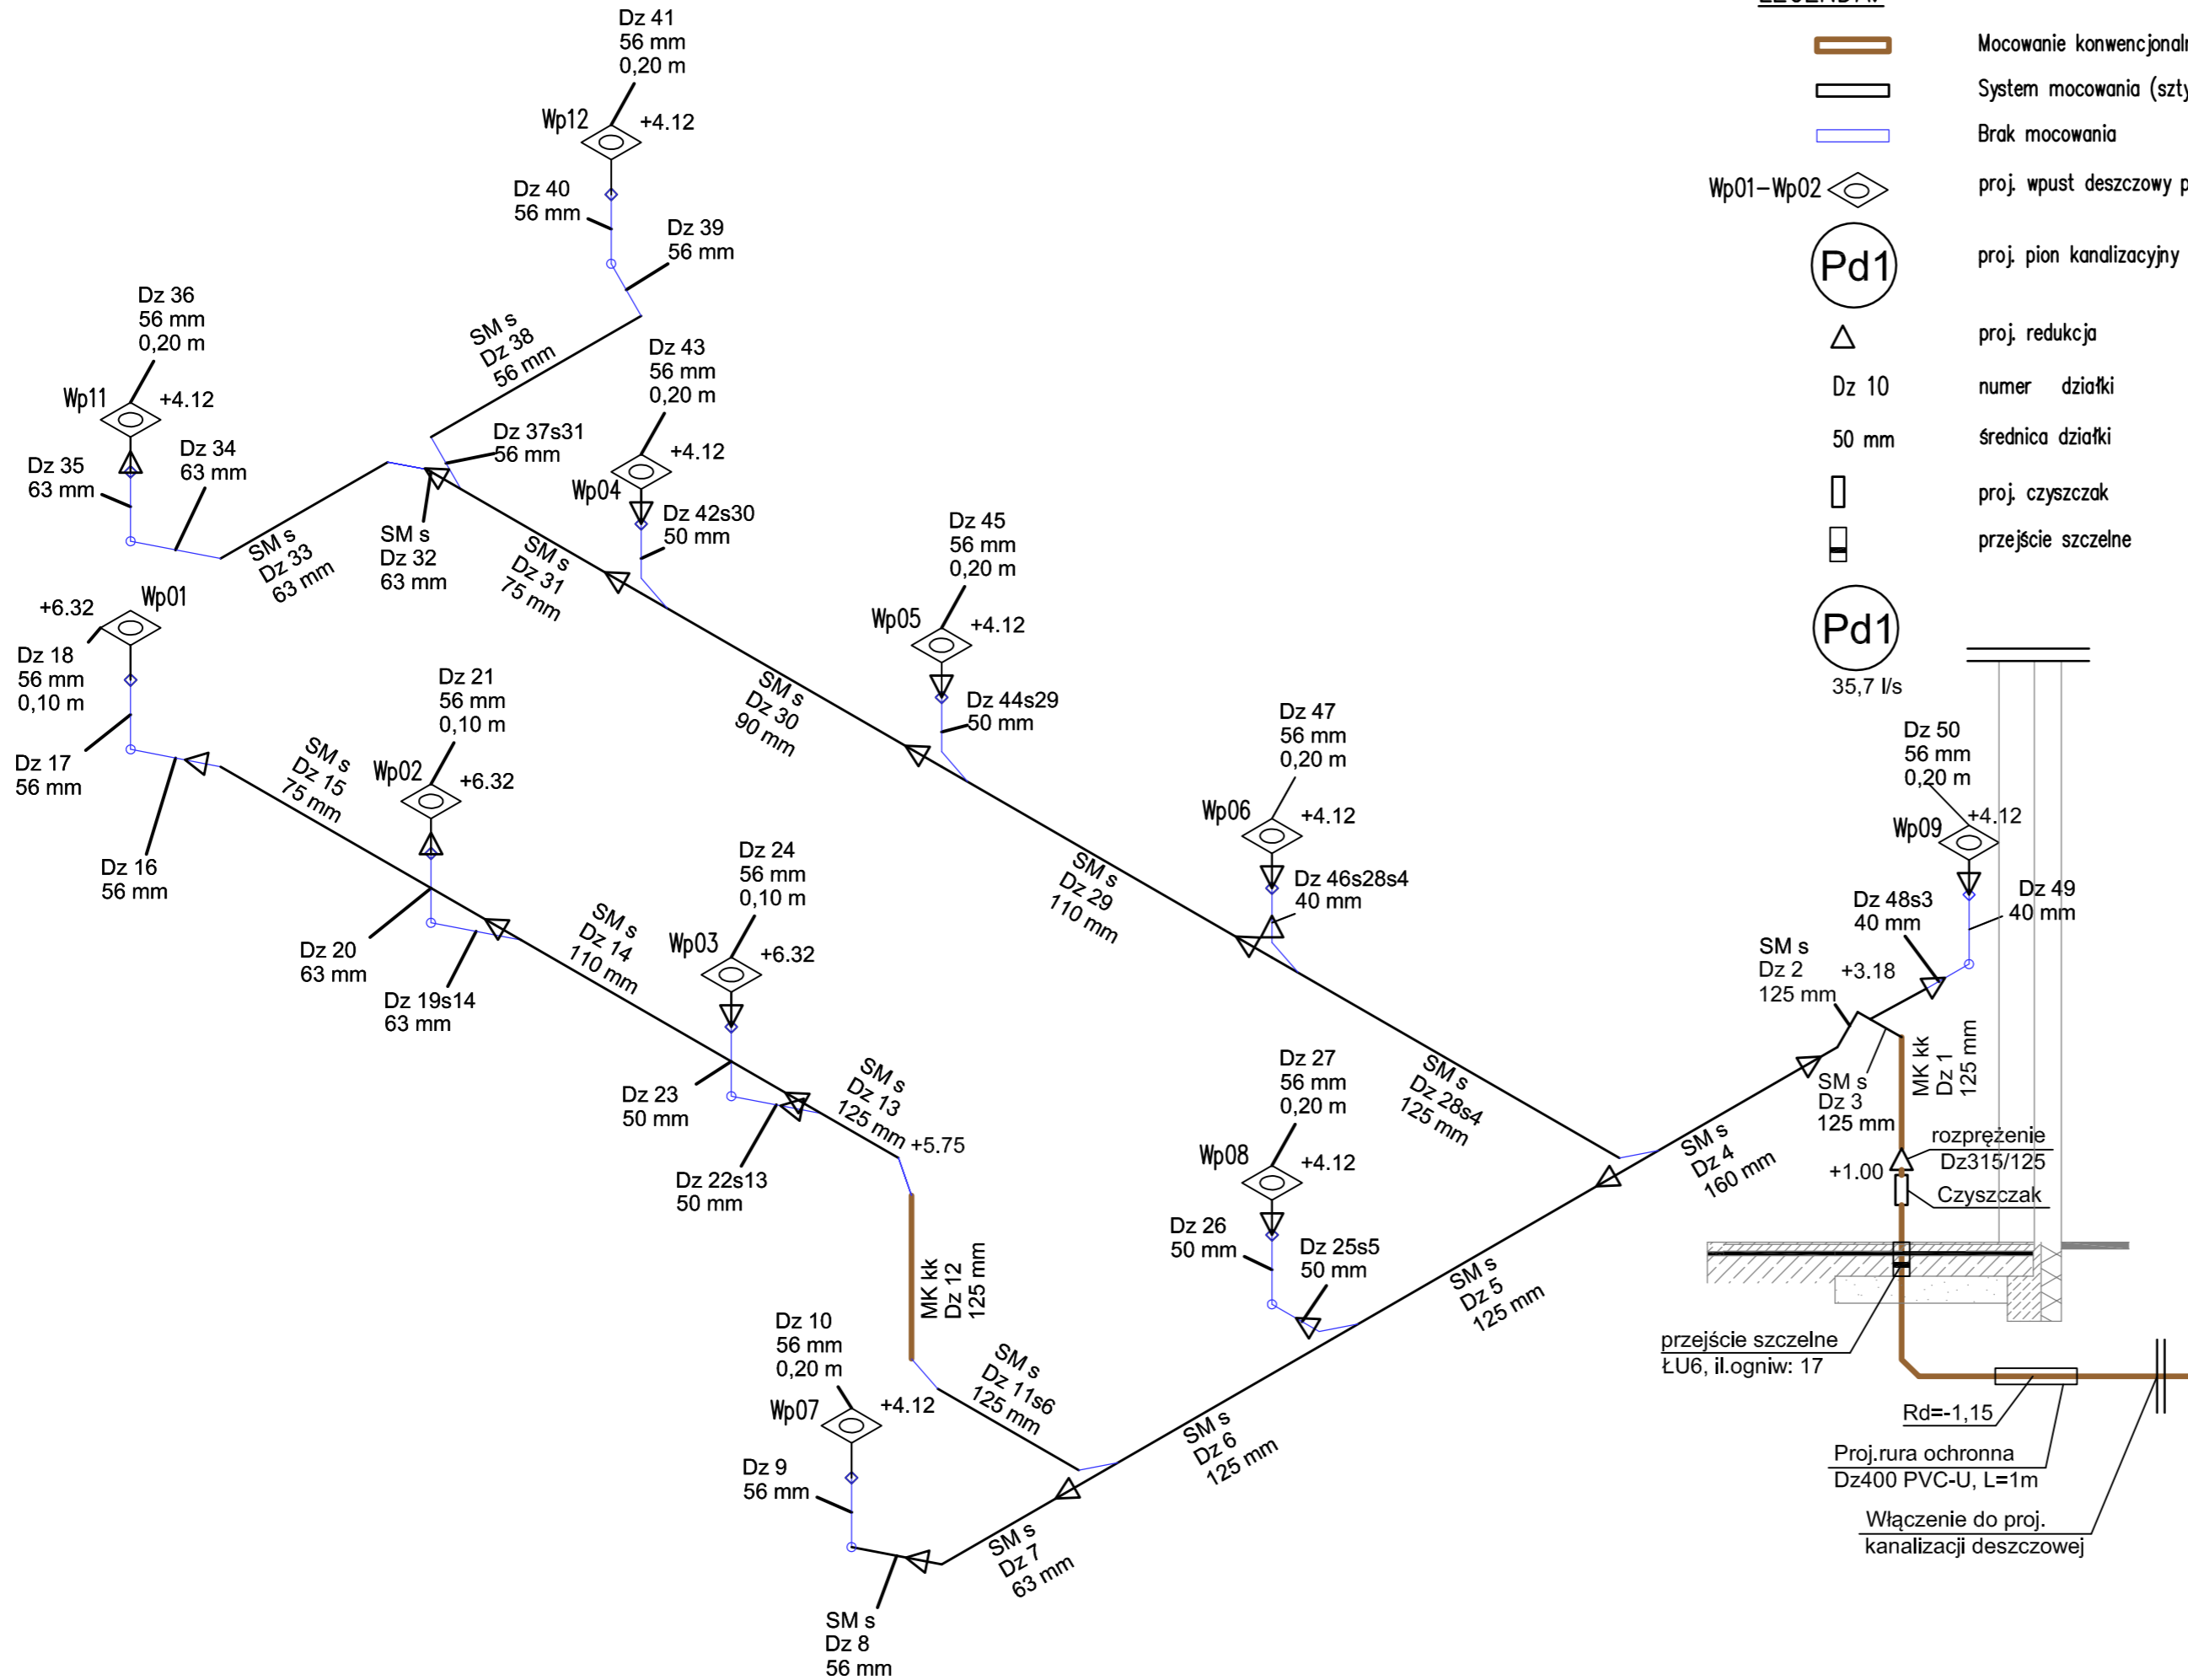 Dz 41
56 mm
0,20 m
Wp12
+4.12
Dz 40
56 mm
Dz 39
56 mm
SM s
Dz 38
56 mm
Dz 36
56 mm
0,20 m
Wp11
+4.12
Dz 35
63 mm
Dz 34
63 mm
SM s
Dz 33
63 mm
Dz 37s31
56 mm
SM s
Dz 32
63 mm
Dz 43
56 mm
0,20 m
+4.12
Wp04
Dz 42s30
50 mm
SM s
Dz 31
75 mm
Dz 45
56 mm
0,20 m
Wp05
+4.12
Dz 44s29
50 mm
SM s
Dz 30
90 mm
Dz 47
56 mm
0,20 m
Wp06
+4.12
Dz 46s28s4
40 mm
SM s
Dz 29
110 mm
Wp01
+6.32
Dz 18
56 mm
0,10 m
Dz 17
56 mm
Dz 16
56 mm
SM s
Dz 15
75 mm
Dz 21
56 mm
0,10 m
Wp02
+6.32
Dz 20
63 mm
Dz 19s14
63 mm
SM s
Dz 14
110 mm
Dz 24
56 mm
0,10 m
Wp03
+6.32
Dz 23
50 mm
Dz 22s13
50 mm
SM s
Dz 13
125 mm
+5.75
MK kk
Dz 12
125 mm
SM s
Dz 11s6
125 mm
Dz 10
56 mm
0,20 m
Wp07
+4.12
Dz 9
56 mm
SM s
Dz 8
56 mm
SM s
Dz 7
63 mm
SM s
Dz 6
125 mm
Dz 27
56 mm
0,20 m
Wp08
+4.12
Dz 26
50 mm
Dz 25s5
50 mm
SM s
Dz 5
125 mm
SM s
Dz 28s4
125 mm
SM s
Dz 4
160 mm
SM s
Dz 2
125 mm
+3.18
SM s
Dz 3
125 mm
MK kk
Dz 1
125 mm
Dz 50
56 mm
0,20 m
Wp09
+4.12
Dz 48s3
40 mm
Dz 49
40 mm
rozprężenie
Dz315/125
+1.00
Czyszczak
przejście szczelne
ŁU6, il.ogniw: 17
Rd=-1,15
Proj.rura ochronna
Dz400 PVC-U, L=1m
Włączenie do proj.
kanalizacji deszczowej
Mocowanie
System mocowania
Brak mocowania
Wp01-Wp02
proj. wpust deszczowy
Pd1
proj. pion kanalizacyjny
proj. redukcja
Dz 10
numer działki
50 mm
średnica działki
proj. czyszczak
przejście szczelne
Pd1
35,7 l/s